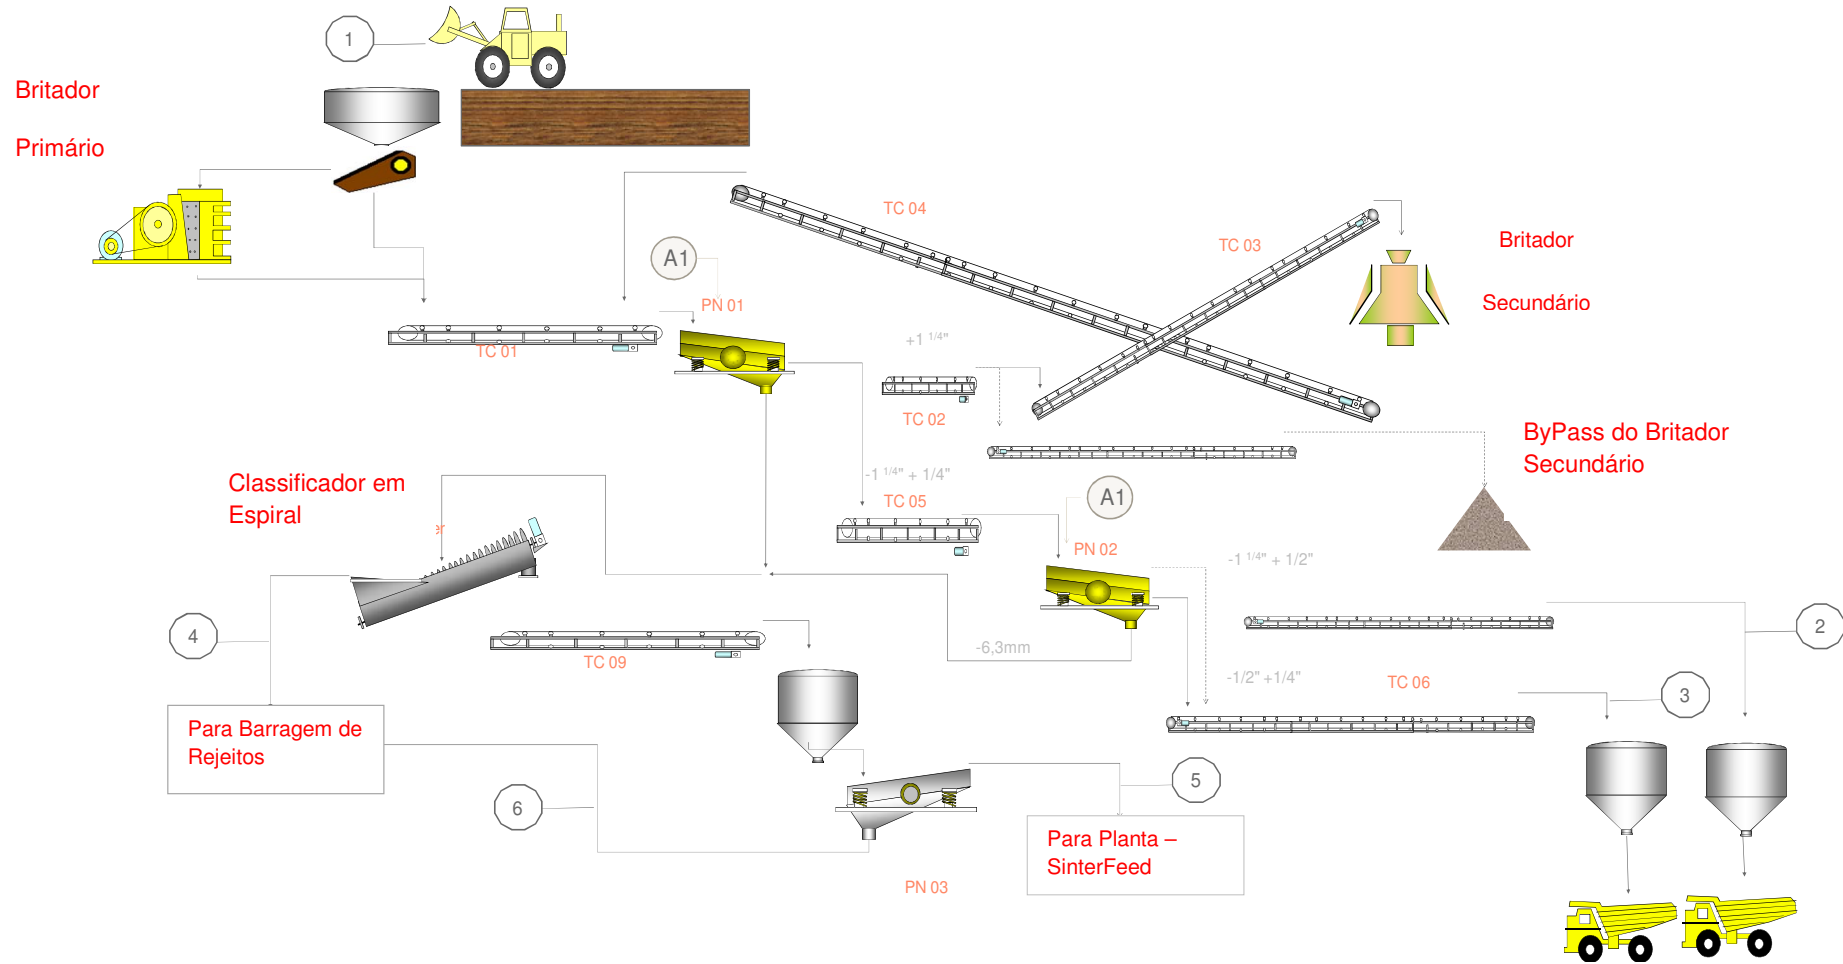 1
Britador
Primário
TC 04
TC 03
Britador
Secundário
A1
PN 01
TC 01
+1 1/4"
TC 02
ByPass do Britador
Secundário
Classificador em
Espiral
er
-1 1/4" + 1/4"
TC 05
A1
PN 02
-1 1/4" + 1/2"
4
2
TC 09
-6,3mm
-1/2" +1/4"
TC 06
3
Para Barragem de
Rejeitos
5
6
Para Planta –
SinterFeed
PN 03